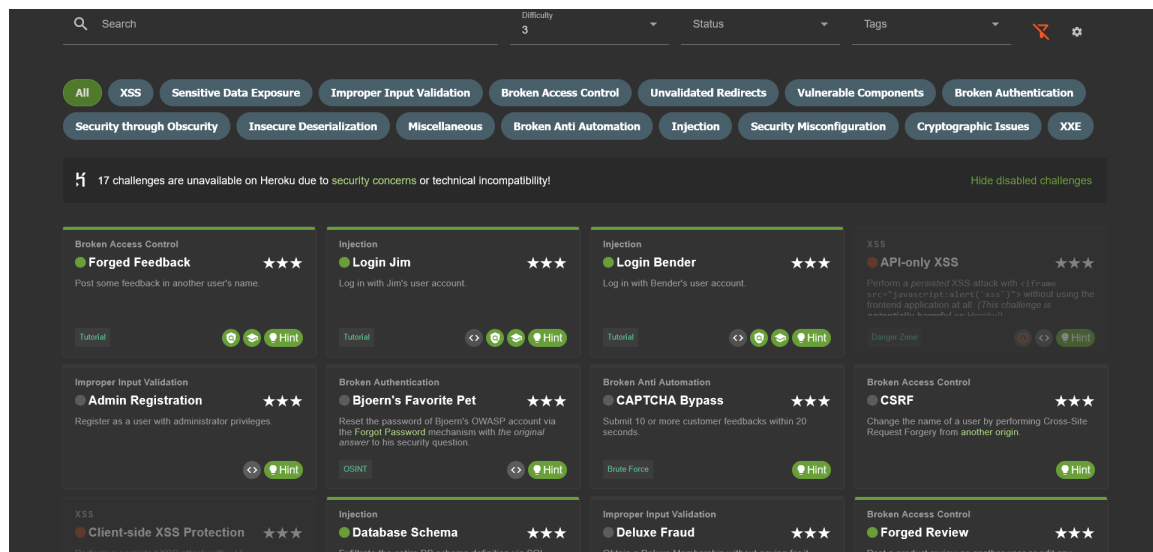 Search
Difficulty
3
Status
Tags
All
XSS
Sensitive Data Exposure
Improper Input Validation
Broken Access Control
Unvalidated Redirects
Vulnerable Components
Broken Authentication
Security through Obscurity
Insecure Deserialization
Miscellaneous
Broken Anti Automation
Injection
Security Misconfiguration
Cryptographic Issues
XXE
17 challenges are unavailable on Heroku due to security concerns or technical incompatibility!
Hide disabled challenges
Broken Access Control
Forged Feedback ★★★
Post some feedback in another user's name.
Tutorial
Hint
Injection
Login Jim ★★★
Log in with Jim's user account.
Tutorial
<> Hint
Injection
Login Bender ★★★
Log in with Bender's user account.
Tutorial
<> Hint
XSS
API-only XSS ★★★
Perform a persisted XSS attack with <iframe
src="javascript:alert(`xss`)"> without using the
frontend application at all. (This challenge is
potentially harmful on Heroku!)
Danger Zone
<> Hint
Improper Input Validation
Admin Registration ★★★
Register as a user with administrator privileges.
<> Hint
Broken Authentication
Bjoern's Favorite Pet ★★★
Reset the password of Bjoern's OWASP account via
the Forgot Password mechanism with the original
answer to his security question.
OSINT
<> Hint
Broken Anti Automation
CAPTCHA Bypass ★★★
Submit 10 or more customer feedbacks within 20
seconds.
Brute Force
Hint
Broken Access Control
CSRF ★★★
Change the name of a user by performing Cross-Site
Request Forgery from another origin.
Hint
XSS
Client-side XSS Protection ★★★
Injection
Database Schema ★★★
Improper Input Validation
Deluxe Fraud ★★★
Broken Access Control
Forged Review ★★★